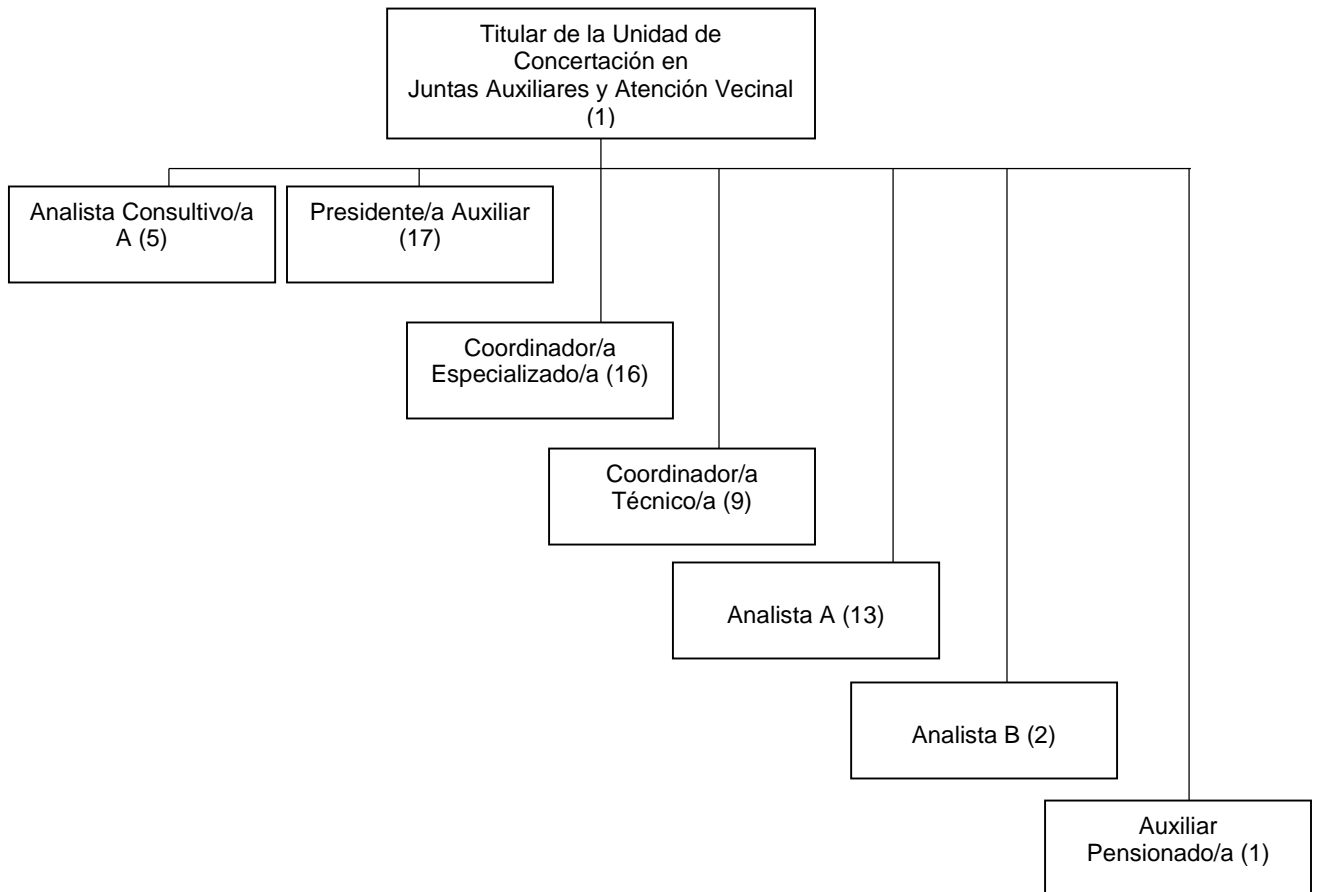 Titular de la Unidad de
Concertación en
Juntas Auxiliares y Atención Vecinal
(1)
Analista Consultivo/a
A (5)
Presidente/a Auxiliar
(17)
Coordinador/a
Especializado/a (16)
Coordinador/a
Técnico/a (9)
Analista A (13)
Analista B (2)
Auxiliar
Pensionado/a (1)